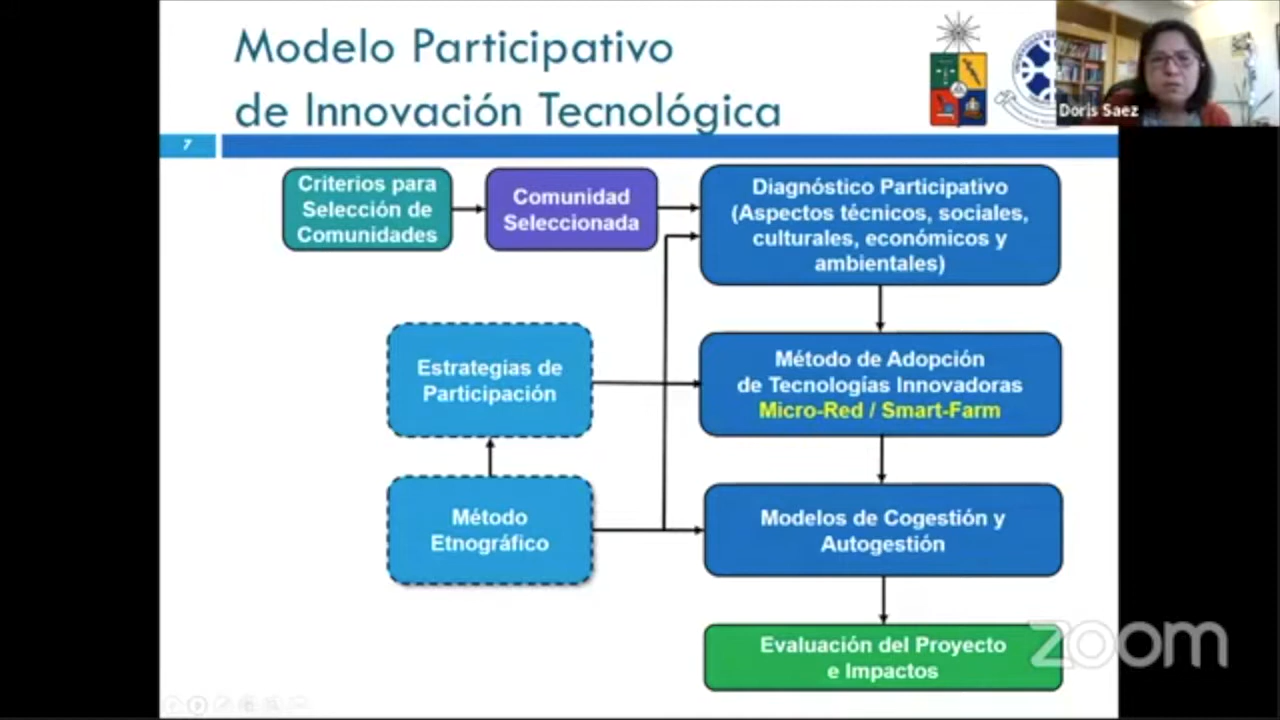 Modelo Participativo
de Innovación Tecnológica
Doris Saez
7
Criterios para
Selección de
Comunidades
Comunidad
Seleccionada
Diagnóstico Participativo
(Aspectos técnicos, sociales,
culturales, económicos y
ambientales)
Estrategias de
Participación
Método de Adopción
de Tecnologías Innovadoras
Micro-Red / Smart-Farm
Método
Etnográfico
Modelos de Cogestión y
Autogestión
Evaluación del Proyecto
e Impactos
zoom